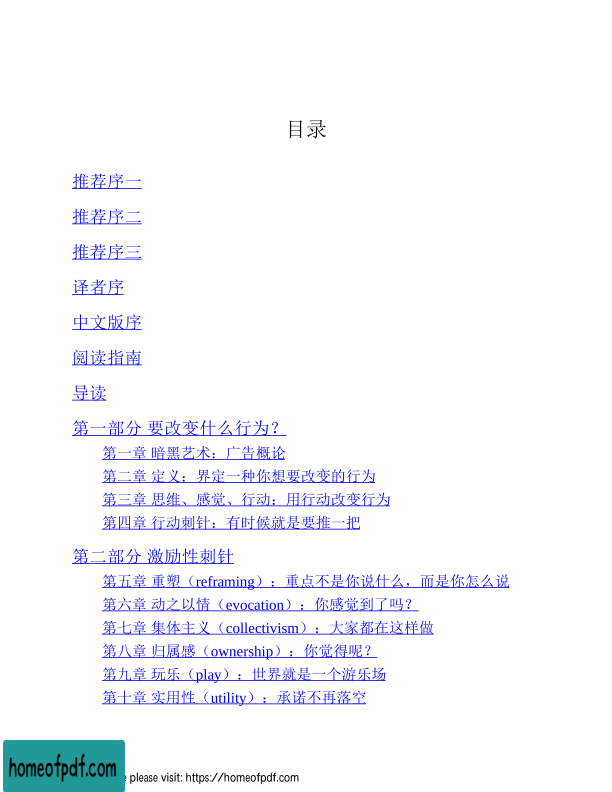 目录
推荐序一
推荐序二
推荐序三
译者序
中文版序
阅读指南
导读
第一部分 要改变什么行为？
第一章 暗黑艺术：广告概论
第二章 定义：界定一种你想要改变的行为
第三章 思维、感觉、行动：用行动改变行为
第四章 行动刺针：有时候就是要推一把
第二部分 激励性刺针
第五章 重塑（reframing）：重点不是你说什么，而是你怎么说
第六章 动之以情（evocation）：你感觉到了吗？
第七章 集体主义（collectivism）：大家都在这样做
第八章 归属感（ownership）：你觉得呢？
第九章 玩乐（play）：世界就是一个游乐场
第十章 实用性（utility）：承诺不再落空
homeofpdf.com
please visit: https://homeofpdf.com